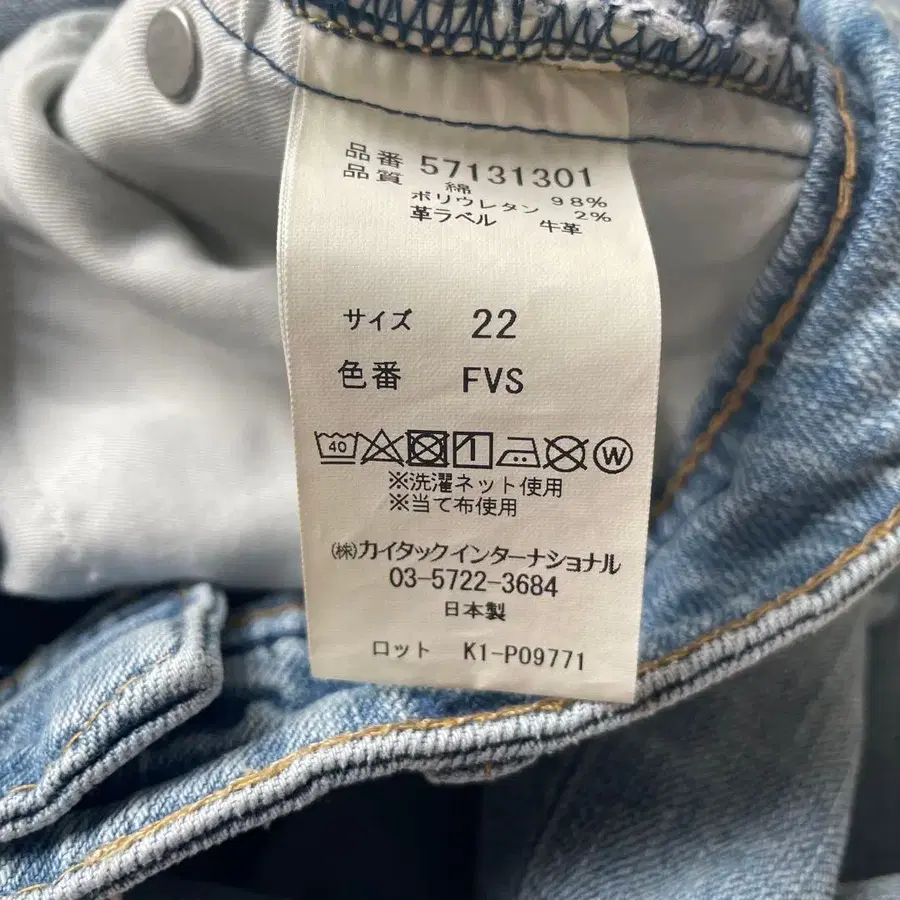 品番 57131301
品質 綿 98%
ポリウレタン 2%
革ラベル 牛革
サイズ 22
色番 FVS
40 W
※洗濯ネット使用
※当て布使用
㈱カイタックインターナショナル
03-5722-3684
日本製
ロット K1-P09771